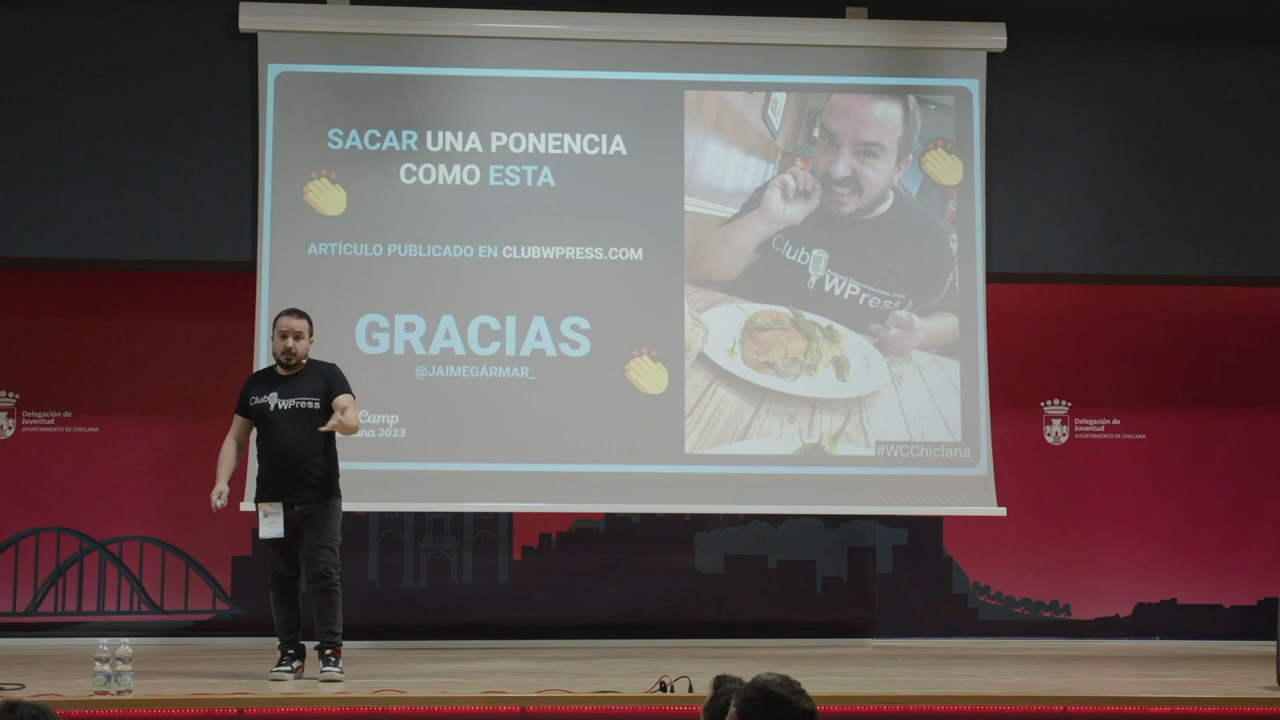 SACAR UNA PONENCIA
COMO ESTA
ARTÍCULO PUBLICADO EN CLUBWPRESS.COM
GRACIAS
@JAIMEGÁRMAR_
Camp
na 2023
Club
WPress
#WCChiclana
Club
WPress
Delegación de
Juventud
AYUNTAMIENTO DE CHICLANA
Delegación de
Juventud
AYUNTAMIENTO DE CHICLANA